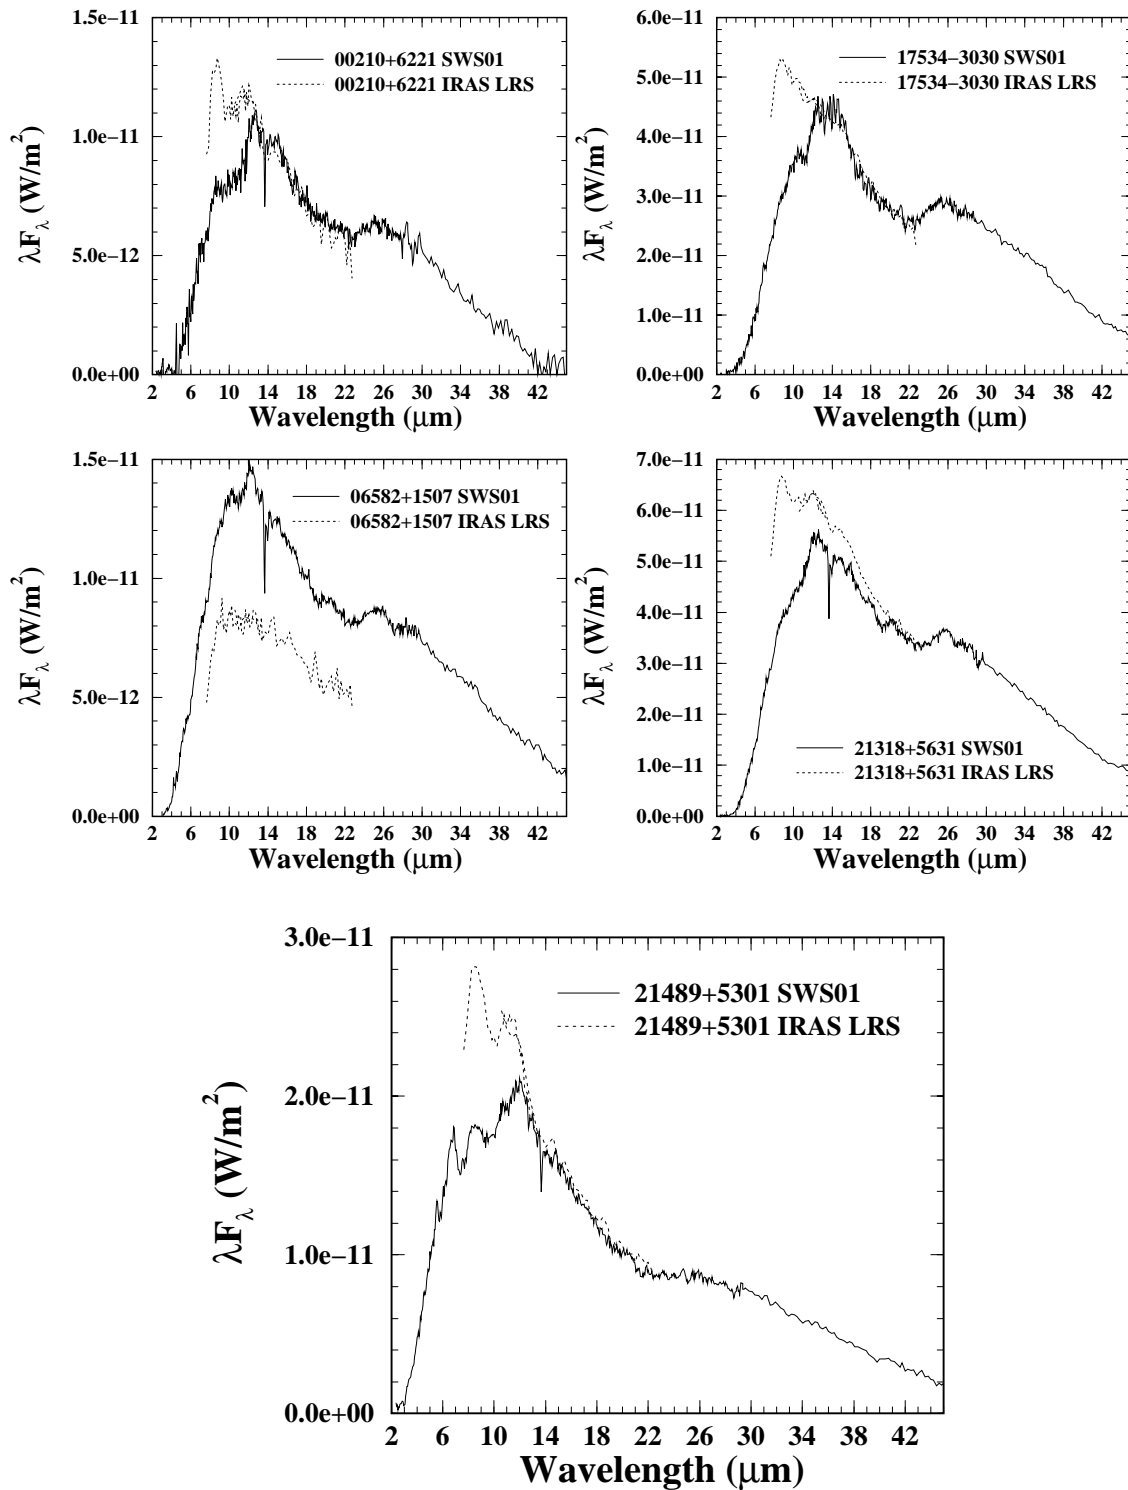 1.5e−11
1.0e−11
5.0e−12
0.0e+00
λF_λ (W/m²)
00210+6221 SWS01
00210+6221 IRAS LRS
2 6 10 14 18 22 26 30 34 38 42
Wavelength (μm)
6.0e−11
5.0e−11
4.0e−11
3.0e−11
2.0e−11
1.0e−11
0.0e+00
λF_λ (W/m²)
17534−3030 SWS01
17534−3030 IRAS LRS
2 6 10 14 18 22 26 30 34 38 42
Wavelength (μm)
1.5e−11
1.0e−11
5.0e−12
0.0e+00
λF_λ (W/m²)
06582+1507 SWS01
06582+1507 IRAS LRS
2 6 10 14 18 22 26 30 34 38 42
Wavelength (μm)
7.0e−11
6.0e−11
5.0e−11
4.0e−11
3.0e−11
2.0e−11
1.0e−11
0.0e+00
λF_λ (W/m²)
21318+5631 SWS01
21318+5631 IRAS LRS
2 6 10 14 18 22 26 30 34 38 42
Wavelength (μm)
3.0e−11
2.0e−11
1.0e−11
0.0e+00
λF_λ (W/m²)
21489+5301 SWS01
21489+5301 IRAS LRS
2 6 10 14 18 22 26 30 34 38 42
Wavelength (μm)